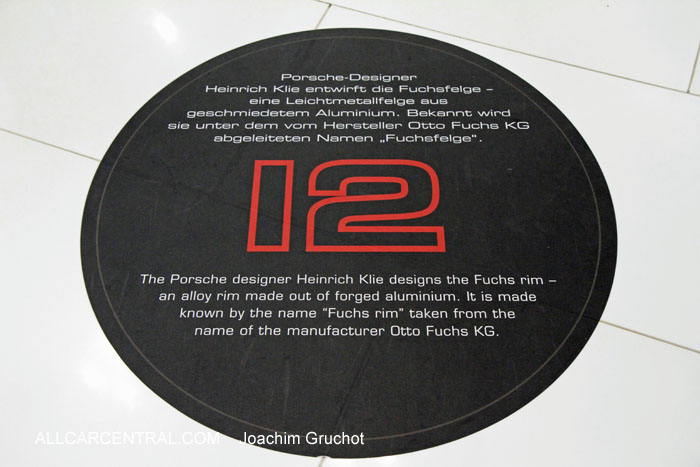 Porsche-Designer
Heinrich Klie entwirft die Fuchsfelge –
eine Leichtmetallfelge aus
geschmiedetem Aluminium. Bekannt wird
sie unter dem vom Hersteller Otto Fuchs KG
abgeleiteten Namen „Fuchsfelge“.
12
The Porsche designer Heinrich Klie designs the Fuchs rim –
an alloy rim made out of forged aluminium. It is made
known by the name “Fuchs rim” taken from the
name of the manufacturer Otto Fuchs KG.
ALLCARCENTRAL.COM Joachim Gruchot